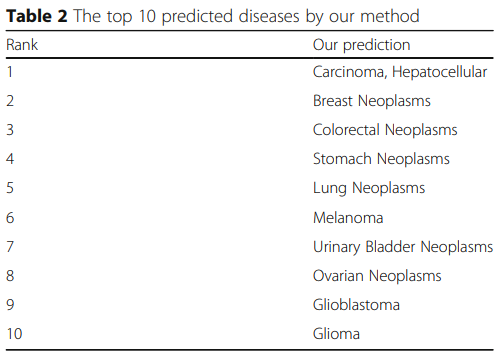 Table 2 The top 10 predicted diseases by our method
Rank Our prediction
1 Carcinoma, Hepatocellular
2 Breast Neoplasms
3 Colorectal Neoplasms
4 Stomach Neoplasms
5 Lung Neoplasms
6 Melanoma
7 Urinary Bladder Neoplasms
8 Ovarian Neoplasms
9 Glioblastoma
10 Glioma